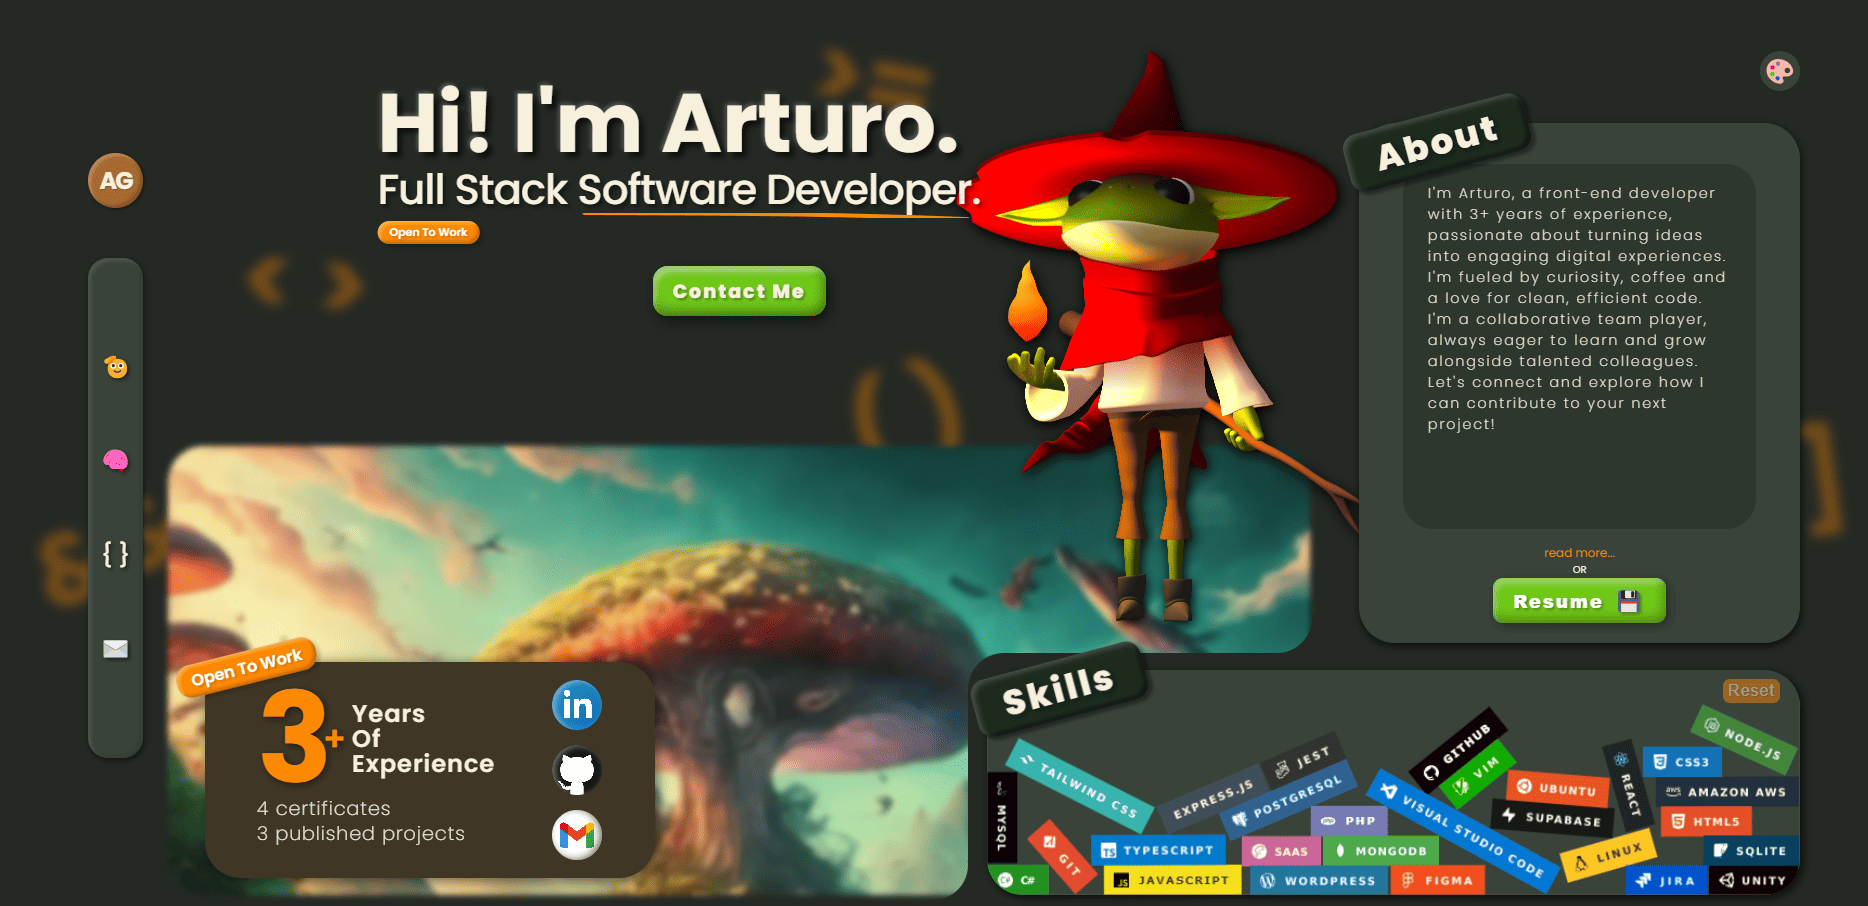 AG
Hi! I'm Arturo.
Full Stack Software Developer.
Open To Work
Contact Me
About
I'm Arturo, a front-end developer
with 3+ years of experience,
passionate about turning ideas
into engaging digital experiences.
I'm fueled by curiosity, coffee and
a love for clean, efficient code.
I'm a collaborative team player,
always eager to learn and grow
alongside talented colleagues.
Let's connect and explore how I
can contribute to your next
project!
read more...
OR
Resume
Open To Work
3+
Years
Of
Experience
4 certificates
3 published projects
in
Skills
Reset
MYSQL
TAILWIND CSS
EXPRESS.JS
JEST
POSTGRESQL
GITHUB
VIM
VISUAL STUDIO CODE
UBUNTU
SUPABASE
REACT
CSS3
NODE.JS
aws AMAZON AWS
HTML5
PHP
GIT
TS TYPESCRIPT
SAAS
MONGODB
LINUX
SQLITE
C#
JS JAVASCRIPT
WORDPRESS
FIGMA
JIRA
UNITY